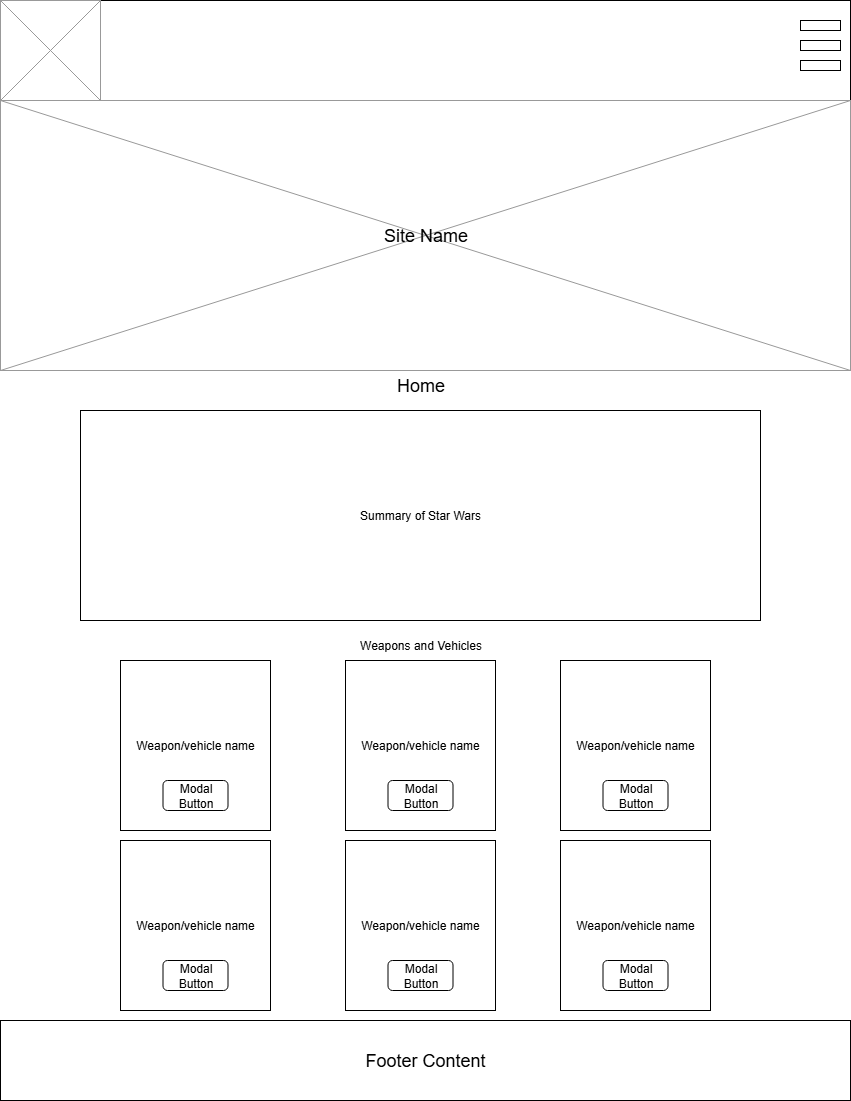 Site Name
Home
Summary of Star Wars
Weapons and Vehicles
Weapon/vehicle name
Modal
Button
Weapon/vehicle name
Modal
Button
Weapon/vehicle name
Modal
Button
Weapon/vehicle name
Modal
Button
Weapon/vehicle name
Modal
Button
Weapon/vehicle name
Modal
Button
Footer Content